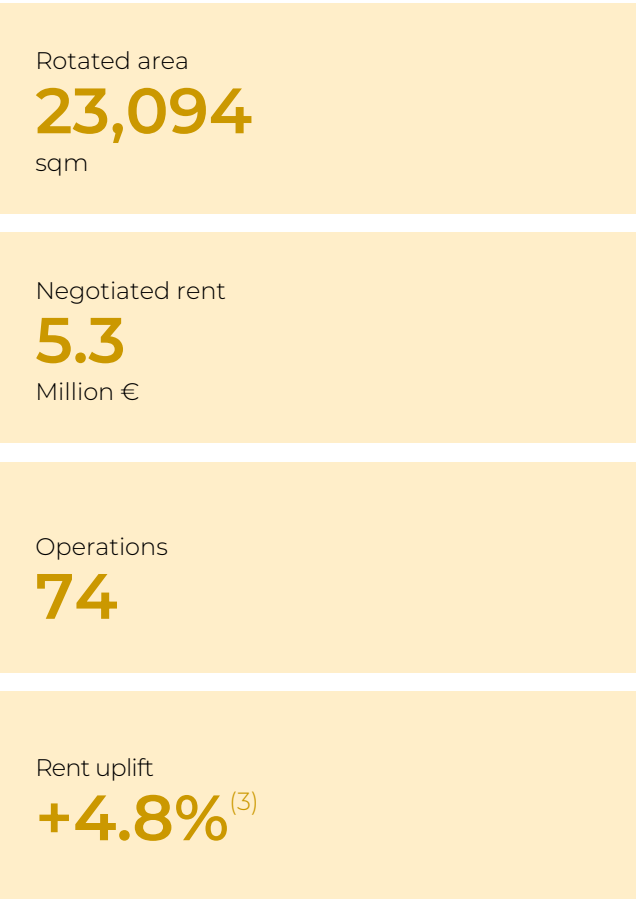 Rotated area
23,094
sqm
Negotiated rent
5.3
Million €
Operations
74
Rent uplift
+4.8%(3)